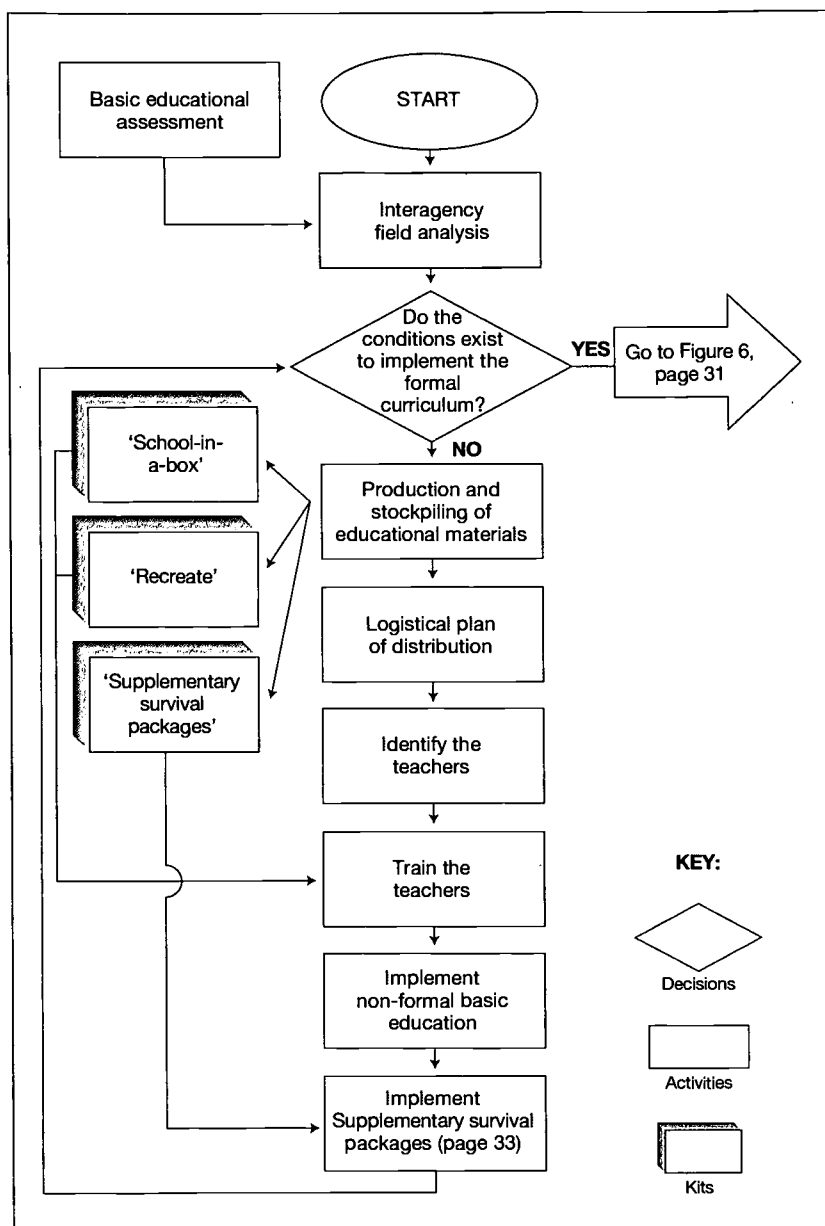 Basic educational
assessment
START
Interagency
field analysis
Do the
conditions exist
to implement the
formal
curriculum?
YES
Go to Figure 6,
page 31
NO
'School-in-
a-box'
'Recreate'
'Supplementary
survival
packages'
Production and
stockpiling of
educational materials
Logistical plan
of distribution
Identify the
teachers
Train the
teachers
Implement
non-formal basic
education
Implement
Supplementary survival
packages (page 33)
KEY:
Decisions
Activities
Kits